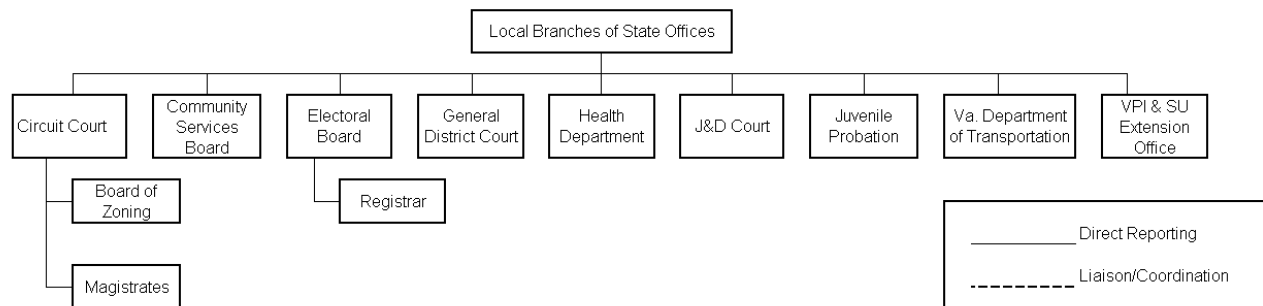 Local Branches of State Offices
Circuit Court
Community
Services
Board
Electoral
Board
General
District Court
Health
Department
J&D Court
Juvenile
Probation
Va. Department
of Transportation
VPI & SU
Extension
Office
Board of
Zoning
Registrar
Magistrates
Direct Reporting
Liaison/Coordination